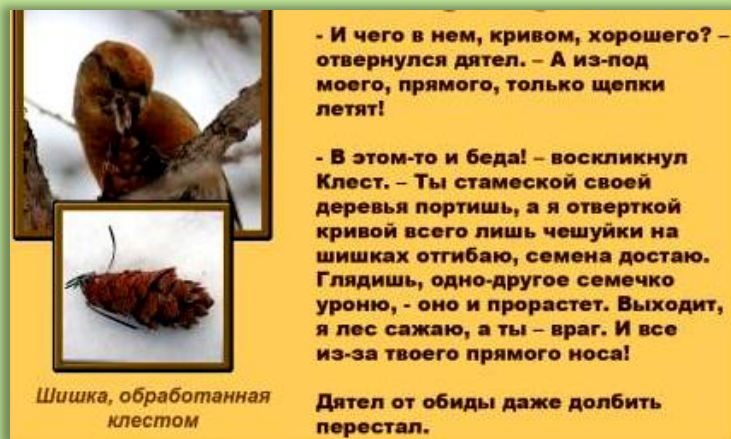 - И чего в нем, кривом, хорошего? –
отвернулся дятел. – А из-под
моего, прямого, только щепки
летят!
- В этом-то и беда! – воскликнул
Клест. – Ты стамеской своей
деревья портишь, а я отверткой
кривой всего лишь чешуйки на
шишках отгибаю, семена достаю.
Глядишь, одно-другое семечко
уроню, - оно и прорастет. Выходит,
я лес сажаю, а ты – враг. И все
из-за твоего прямого носа!
Дятел от обиды даже долбить
перестал.
Шишка, обработанная
клестом